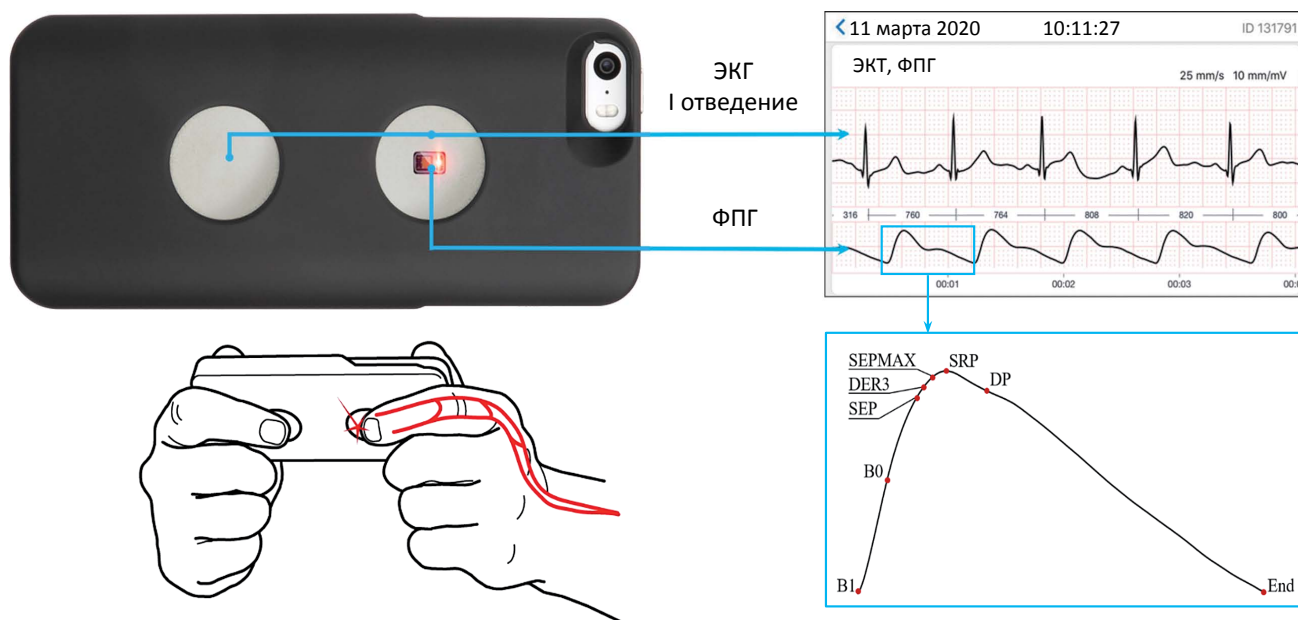 ЭКГ
I отведение
ФПГ
11 марта 2020 10:11:27 ID 131791
ЭКТ, ФПГ
25 mm/s 10 mm/mV
316 760 764 808 820 800
00:01 00:02 00:03
SEPMAX
SRP
DER3
DP
SEP
B0
B1
End